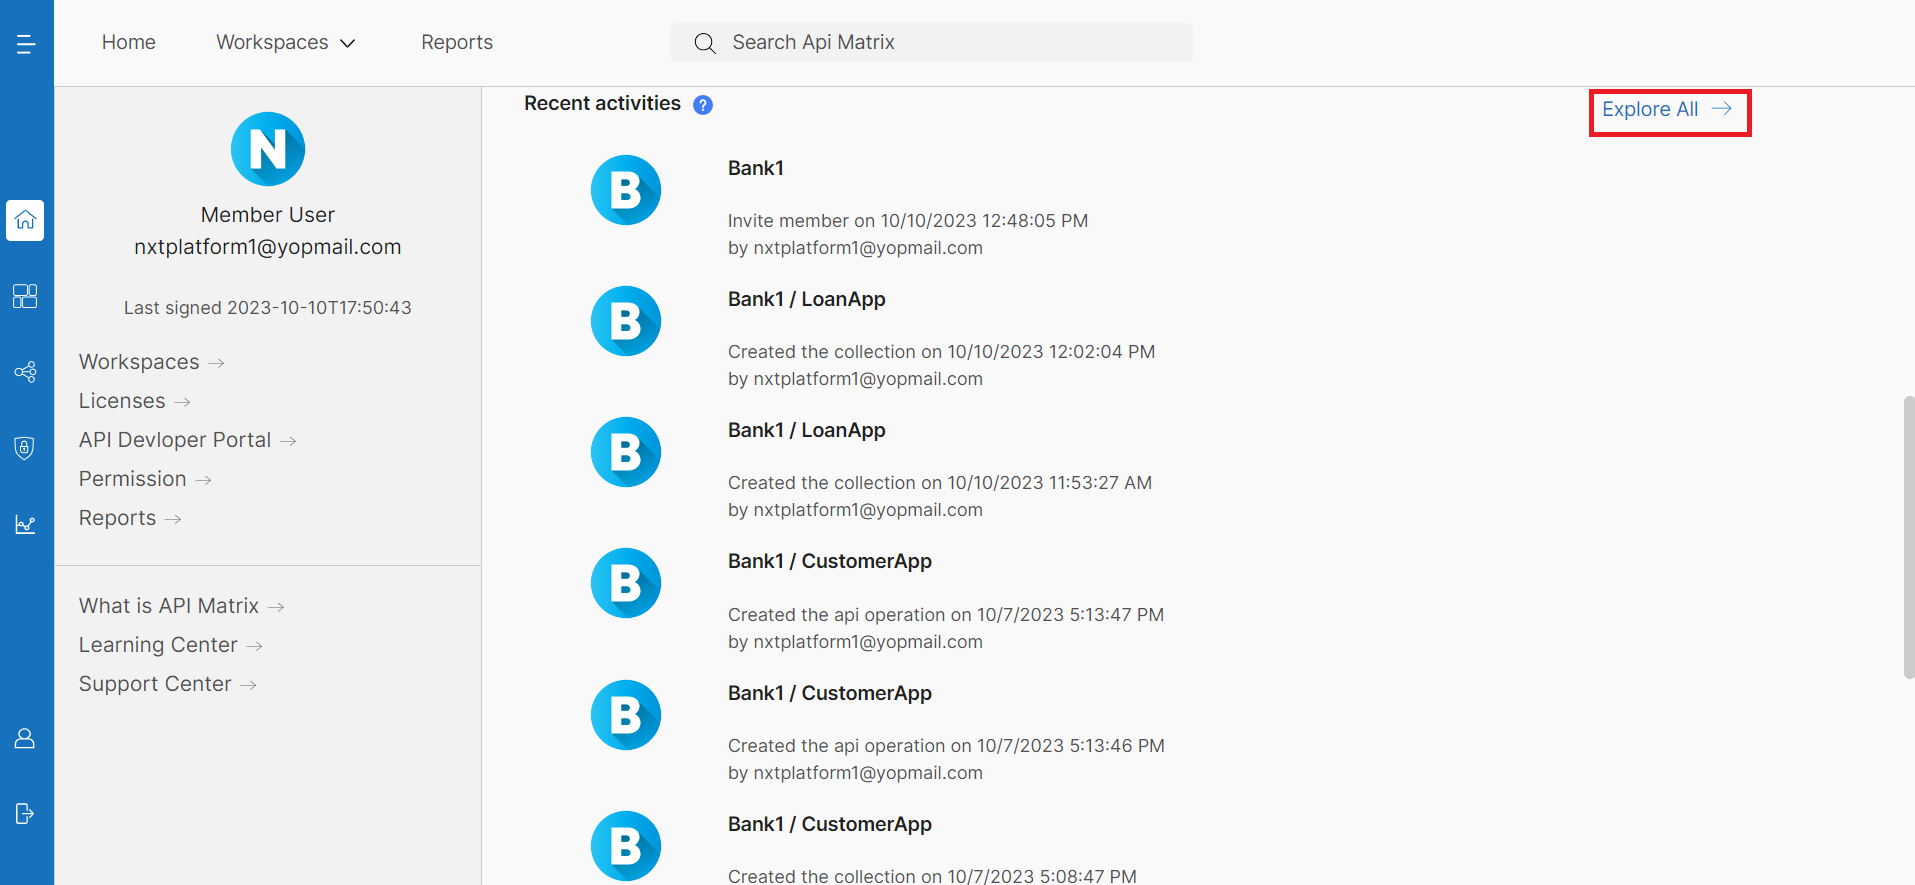 Home
Workspaces
Reports
Search Api Matrix
N
Member User
nxtplatform1@yopmail.com
Last signed 2023-10-10T17:50:43
Workspaces
Licenses
API Devloper Portal
Permission
Reports
What is API Matrix
Learning Center
Support Center
Recent activities ?
Explore All
B
Bank1
Invite member on 10/10/2023 12:48:05 PM
by nxtplatform1@yopmail.com
B
Bank1 / LoanApp
Created the collection on 10/10/2023 12:02:04 PM
by nxtplatform1@yopmail.com
B
Bank1 / LoanApp
Created the collection on 10/10/2023 11:53:27 AM
by nxtplatform1@yopmail.com
B
Bank1 / CustomerApp
Created the api operation on 10/7/2023 5:13:47 PM
by nxtplatform1@yopmail.com
B
Bank1 / CustomerApp
Created the api operation on 10/7/2023 5:13:46 PM
by nxtplatform1@yopmail.com
B
Bank1 / CustomerApp
Created the collection on 10/7/2023 5:08:47 PM